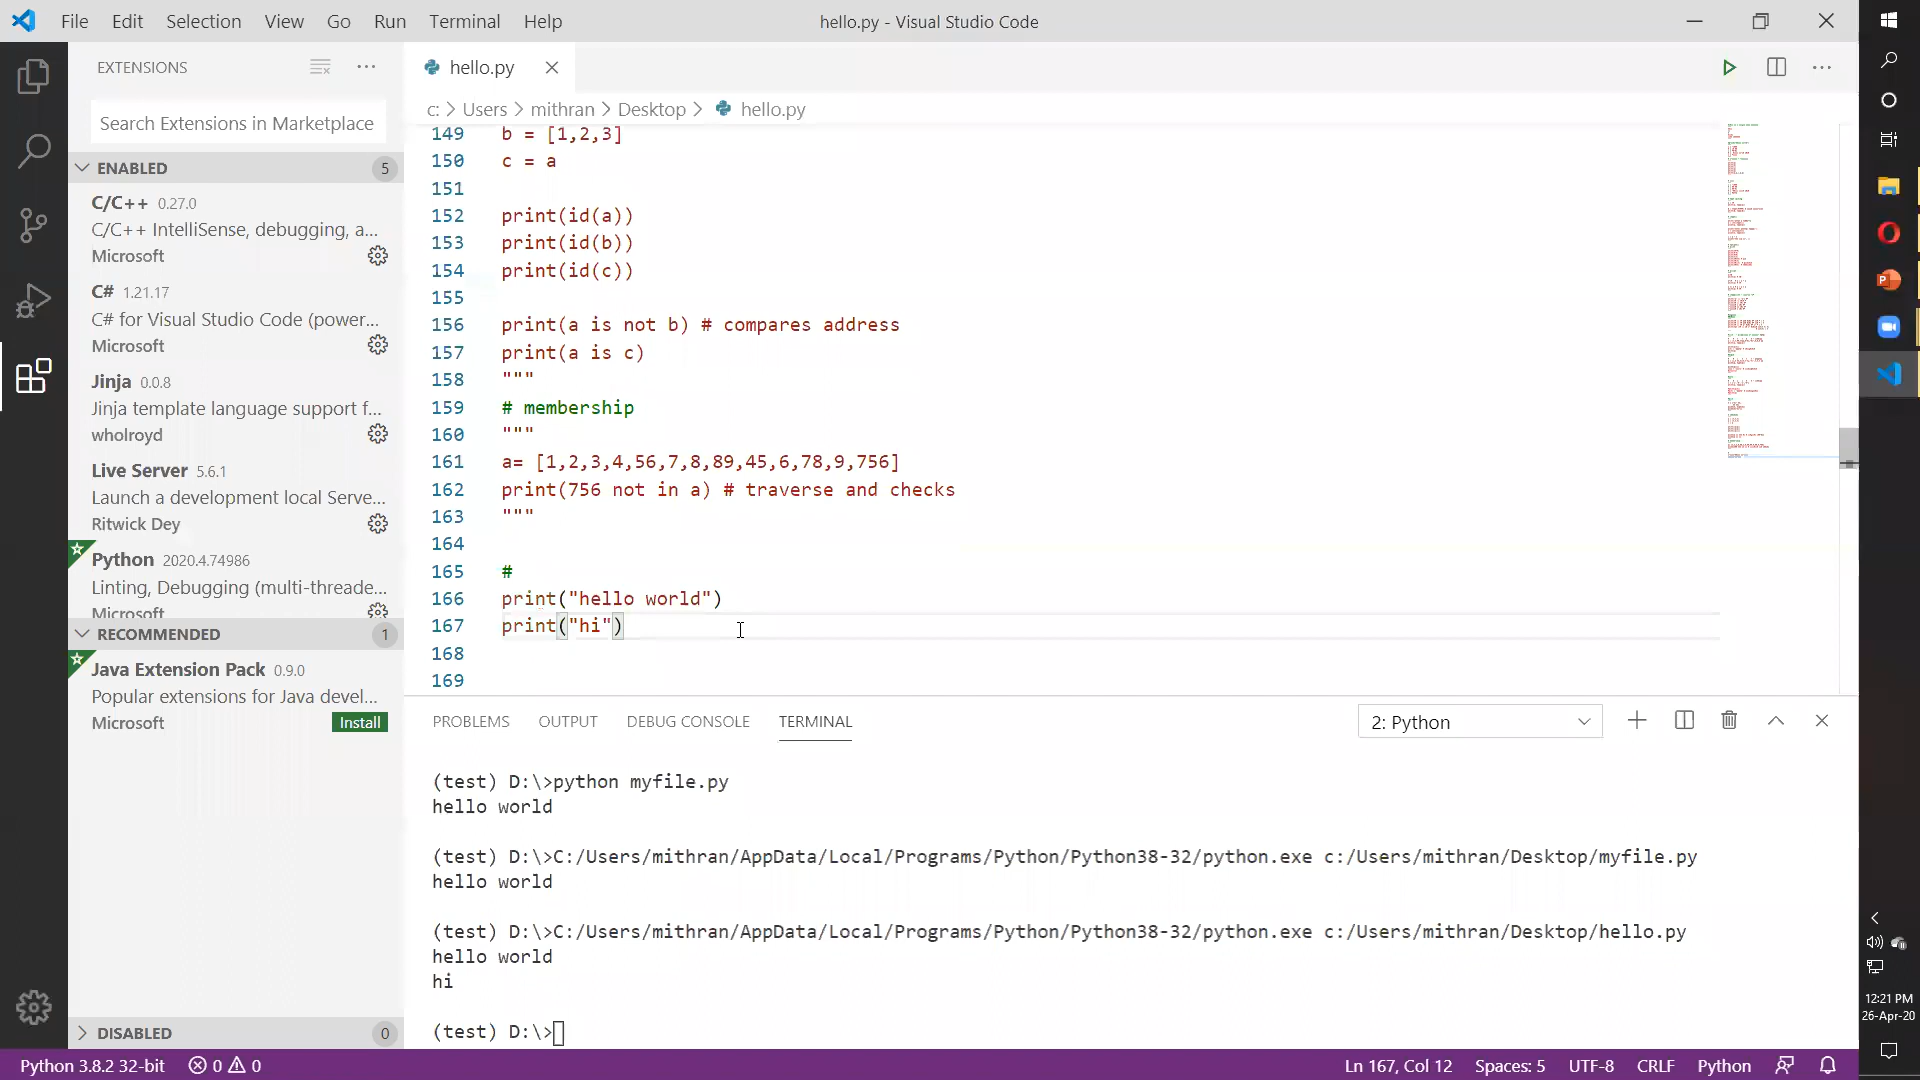 File Edit Selection View Go Run Terminal Help
hello.py - Visual Studio Code
EXTENSIONS
Search Extensions in Marketplace
ENABLED 5
C/C++ 0.27.0
C/C++ IntelliSense, debugging, a...
Microsoft
C# 1.21.17
C# for Visual Studio Code (power...
Microsoft
Jinja 0.0.8
Jinja template language support f...
wholroyd
Live Server 5.6.1
Launch a development local Serve...
Ritwick Dey
Python 2020.4.74986
Linting, Debugging (multi-threade...
Microsoft
RECOMMENDED 1
Java Extension Pack 0.9.0
Popular extensions for Java devel...
Microsoft Install
DISABLED 0
hello.py
c: > Users > mithran > Desktop > hello.py
149 b = [1,2,3]
150 c = a
151
152 print(id(a))
153 print(id(b))
154 print(id(c))
155
156 print(a is not b) # compares address
157 print(a is c)
158 """
159 # membership
160 """
161 a= [1,2,3,4,56,7,8,89,45,6,78,9,756]
162 print(756 not in a) # traverse and checks
163 """
164
165 #
166 print("hello world")
167 print("hi")
168
169
PROBLEMS OUTPUT DEBUG CONSOLE TERMINAL
2: Python
(test) D:\>python myfile.py
hello world
(test) D:\>C:/Users/mithran/AppData/Local/Programs/Python/Python38-32/python.exe c:/Users/mithran/Desktop/myfile.py
hello world
(test) D:\>C:/Users/mithran/AppData/Local/Programs/Python/Python38-32/python.exe c:/Users/mithran/Desktop/hello.py
hello world
hi
(test) D:\>
Python 3.8.2 32-bit 0 0
Ln 167, Col 12 Spaces: 5 UTF-8 CRLF Python
12:21 PM
26-Apr-20